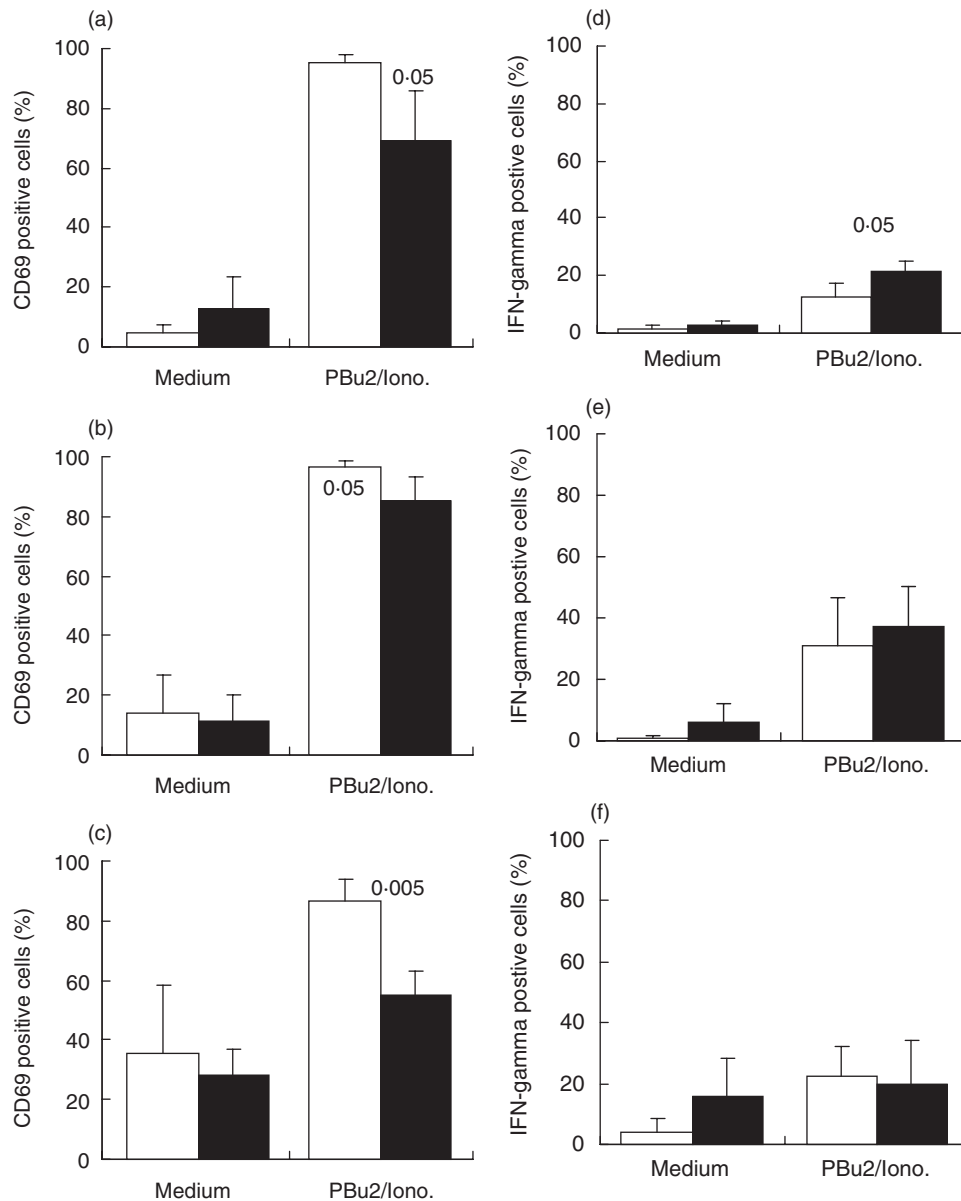 (a)
CD69 positive cells (%)
100
80
60
40
20
0
0·05
Medium
PBu2/Iono.
(b)
CD69 positive cells (%)
100
80
60
40
20
0
0·05
Medium
PBu2/Iono.
(c)
CD69 positive cells (%)
100
80
60
40
20
0
0·005
Medium
PBu2/Iono.
(d)
IFN-gamma postive cells (%)
100
80
60
40
20
0
0·05
Medium
PBu2/Iono.
(e)
IFN-gamma postive cells (%)
100
80
60
40
20
0
Medium
PBu2/Iono.
(f)
IFN-gamma postive cells (%)
100
80
60
40
20
0
Medium
PBu2/Iono.